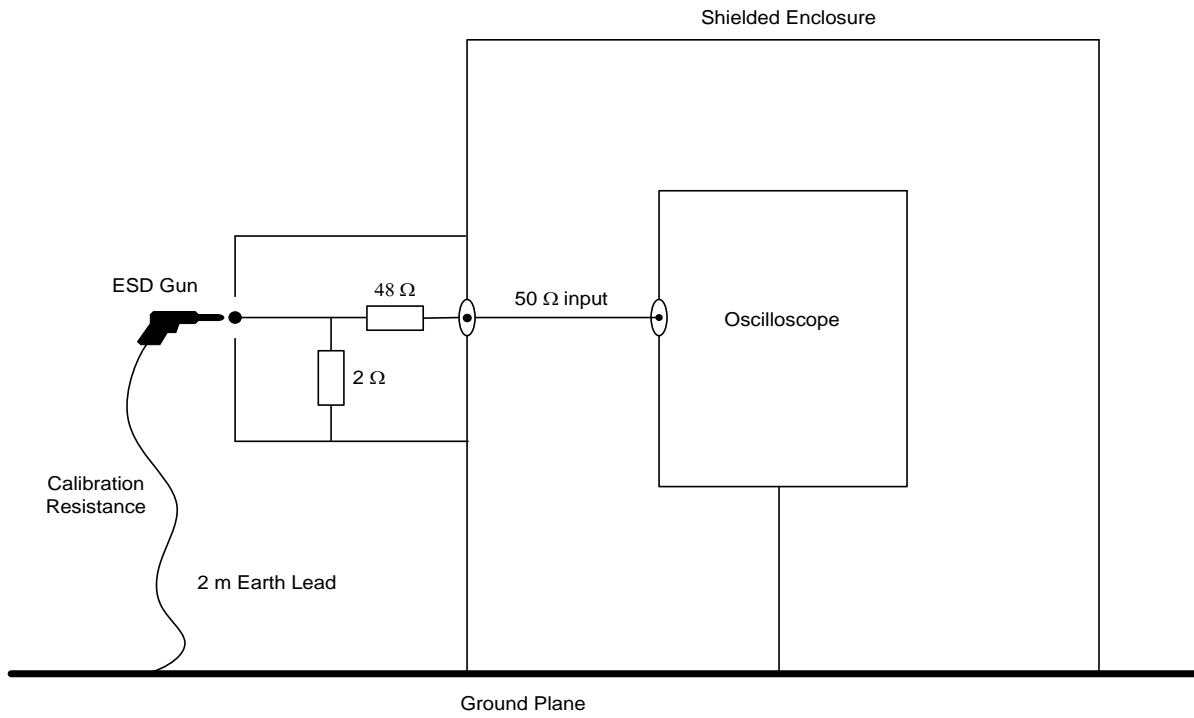 Shielded Enclosure
ESD Gun
48 Ω
50 Ω input
Oscilloscope
2 Ω
Calibration
Resistance
2 m Earth Lead
Ground Plane